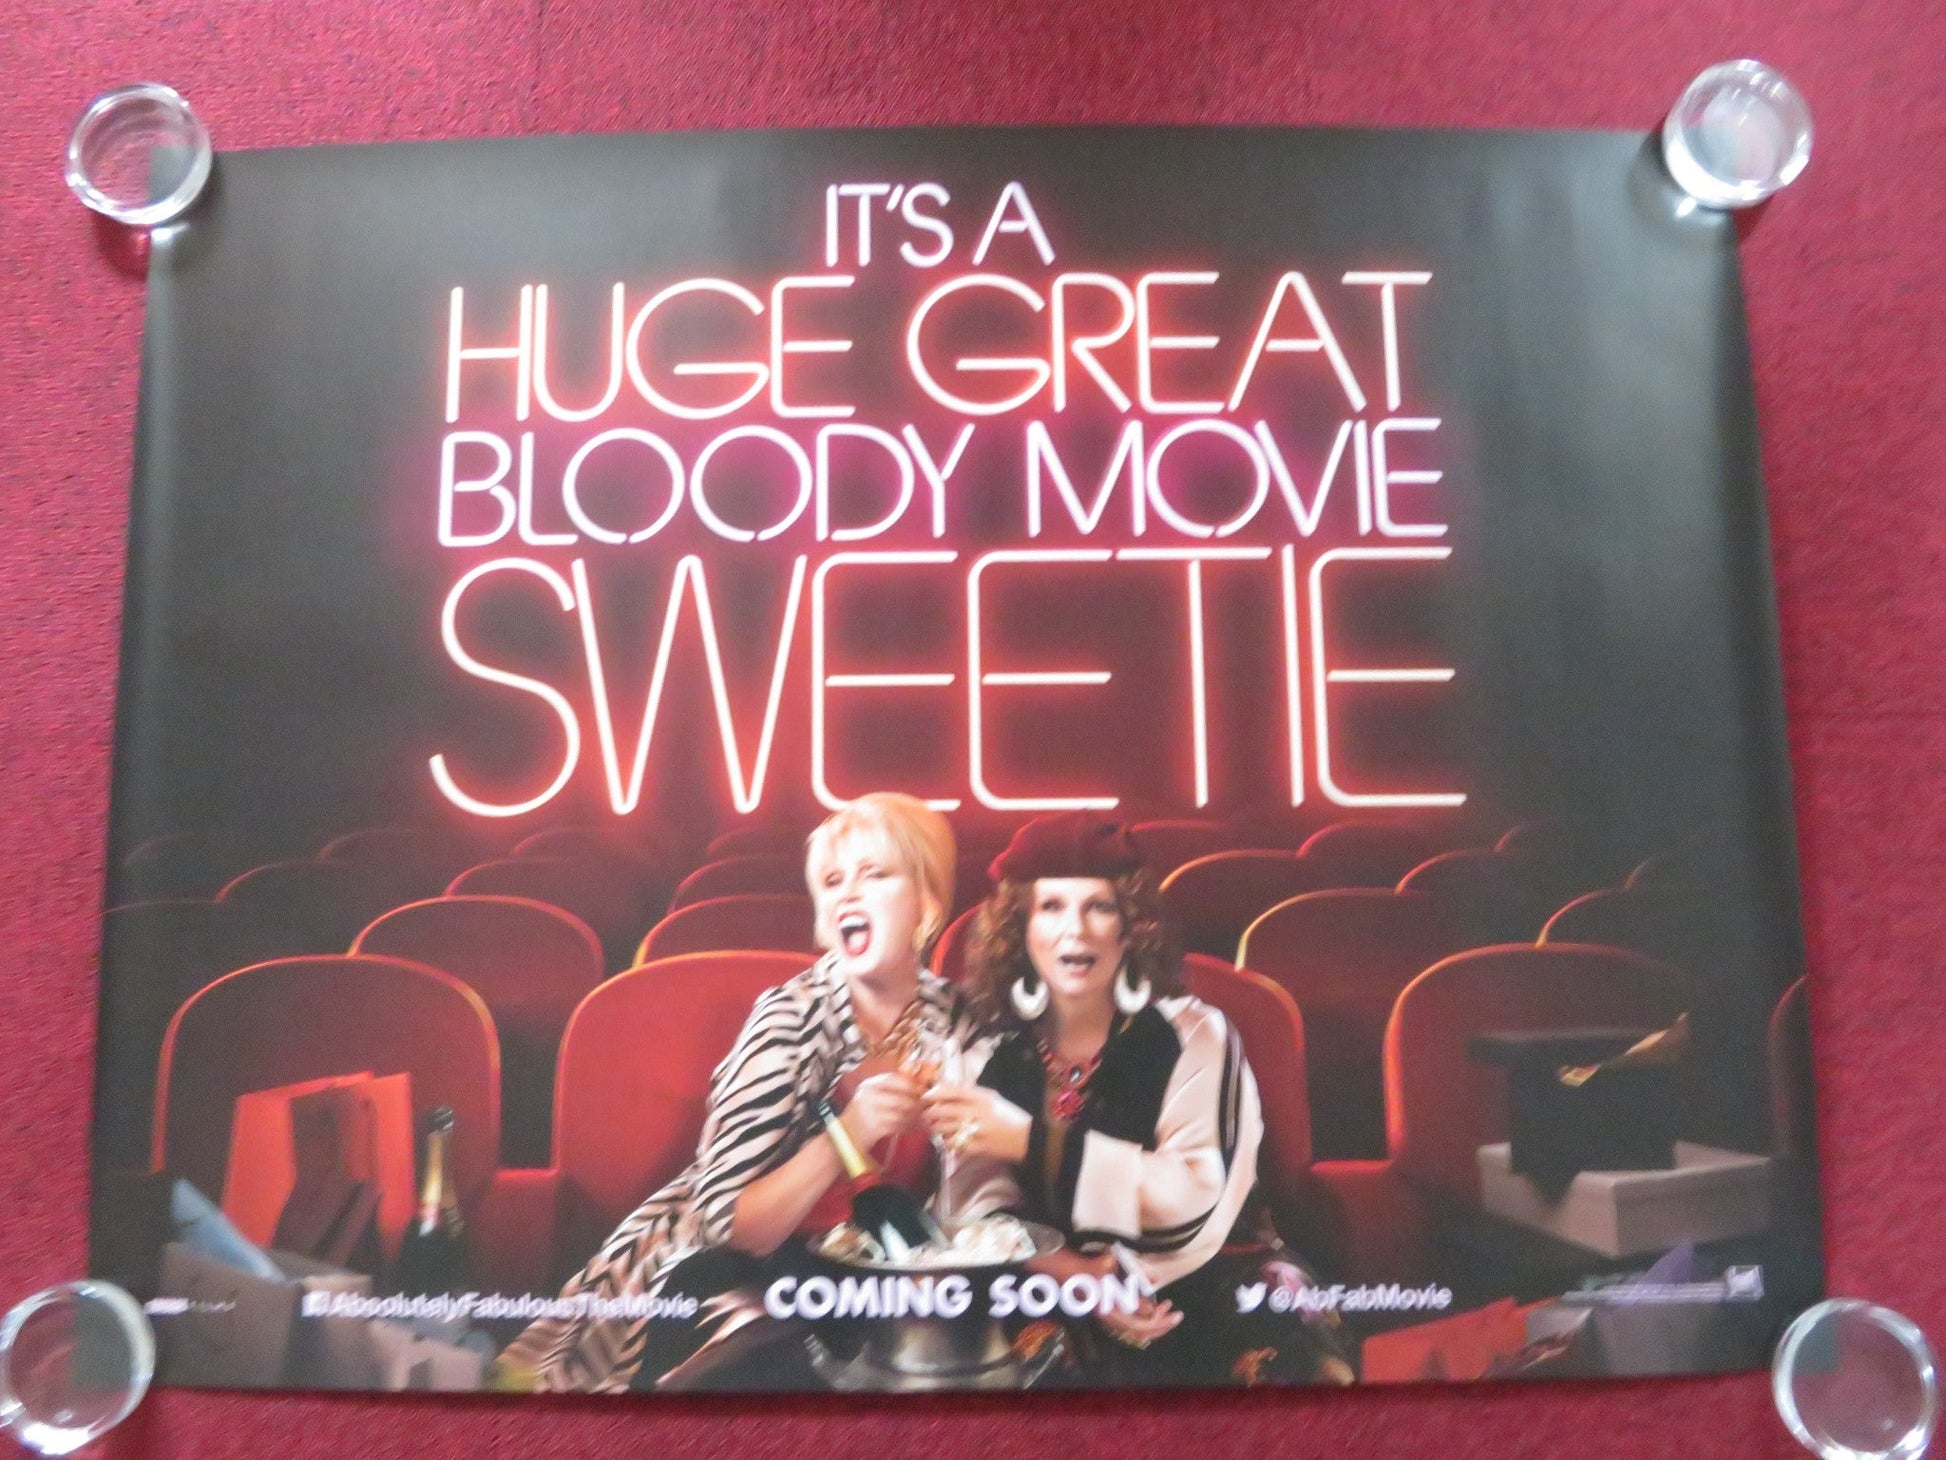 IT'S A
HUGE GREAT
BLOODY MOVIE
SWEETIE
AbsolutelyFabulousTheMovie COMING SOON @AbFabMovie